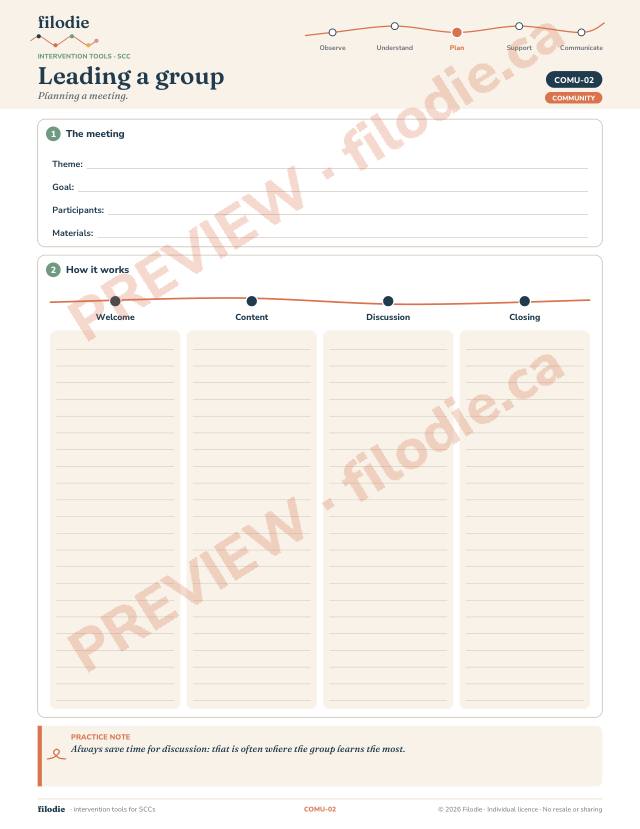 filodie
Observe Understand Plan Support Communicate
INTERVENTION TOOLS · SCC
Leading a group
Planning a meeting.
COMU-02
COMMUNITY
1 The meeting
Theme:
Goal:
Participants:
Materials:
2 How it works
Welcome Content Discussion Closing
PREVIEW · filodie.ca
PREVIEW · filodie.ca
PRACTICE NOTE
Always save time for discussion: that is often where the group learns the most.
filodie · intervention tools for SCCs COMU-02 © 2026 Filodie · Individual licence · No resale or sharing